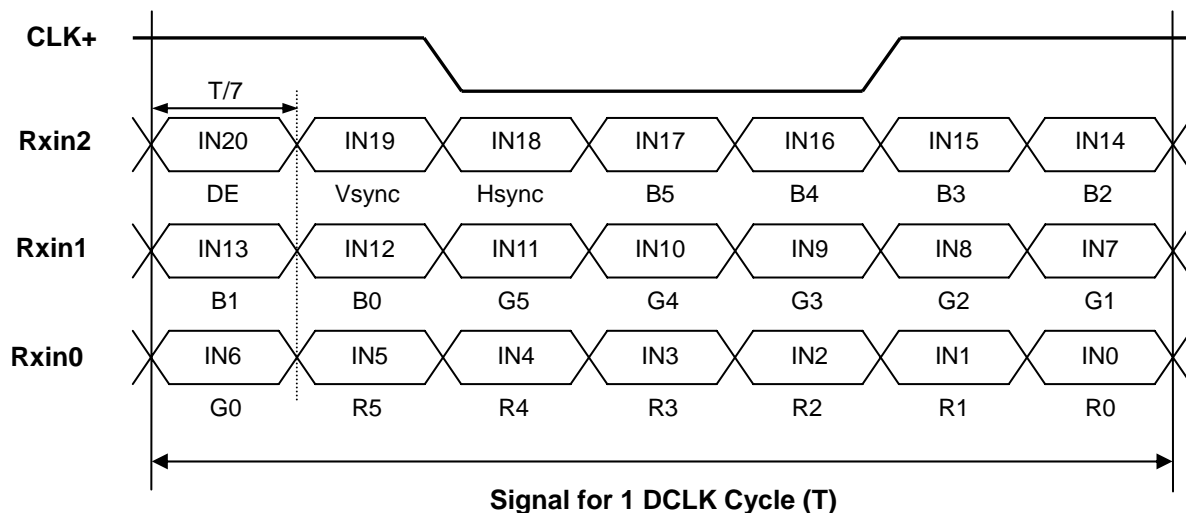 CLK+
T/7
Rxin2 IN20 IN19 IN18 IN17 IN16 IN15 IN14
DE Vsync Hsync B5 B4 B3 B2
Rxin1 IN13 IN12 IN11 IN10 IN9 IN8 IN7
B1 B0 G5 G4 G3 G2 G1
Rxin0 IN6 IN5 IN4 IN3 IN2 IN1 IN0
G0 R5 R4 R3 R2 R1 R0
Signal for 1 DCLK Cycle (T)